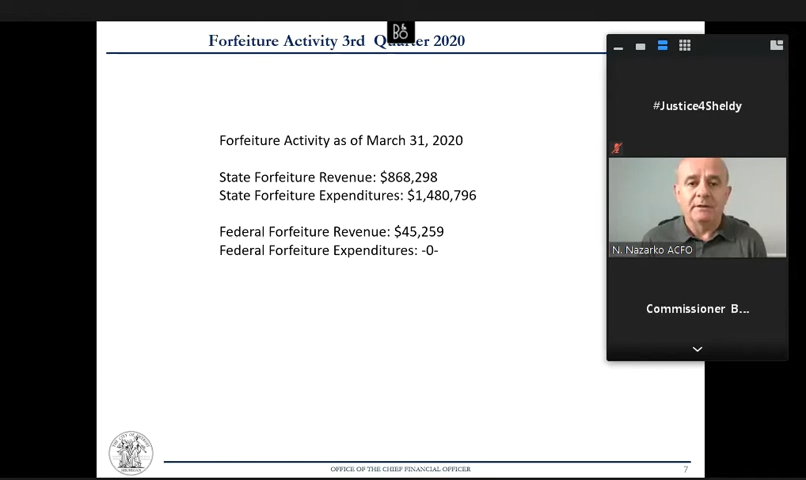 Forfeiture Activity 3rd Quarter 2020
Forfeiture Activity as of March 31, 2020
State Forfeiture Revenue: $868,298
State Forfeiture Expenditures: $1,480,796
Federal Forfeiture Revenue: $45,259
Federal Forfeiture Expenditures: -0-
OFFICE OF THE CHIEF FINANCIAL OFFICER
7
#Justice4Sheldy
N. Nazarko ACFO
Commissioner B...